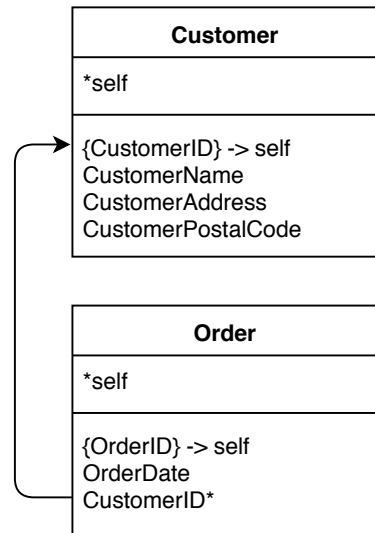 Customer
*self
{CustomerID} -> self
CustomerName
CustomerAddress
CustomerPostalCode
Order
*self
{OrderID} -> self
OrderDate
CustomerID*